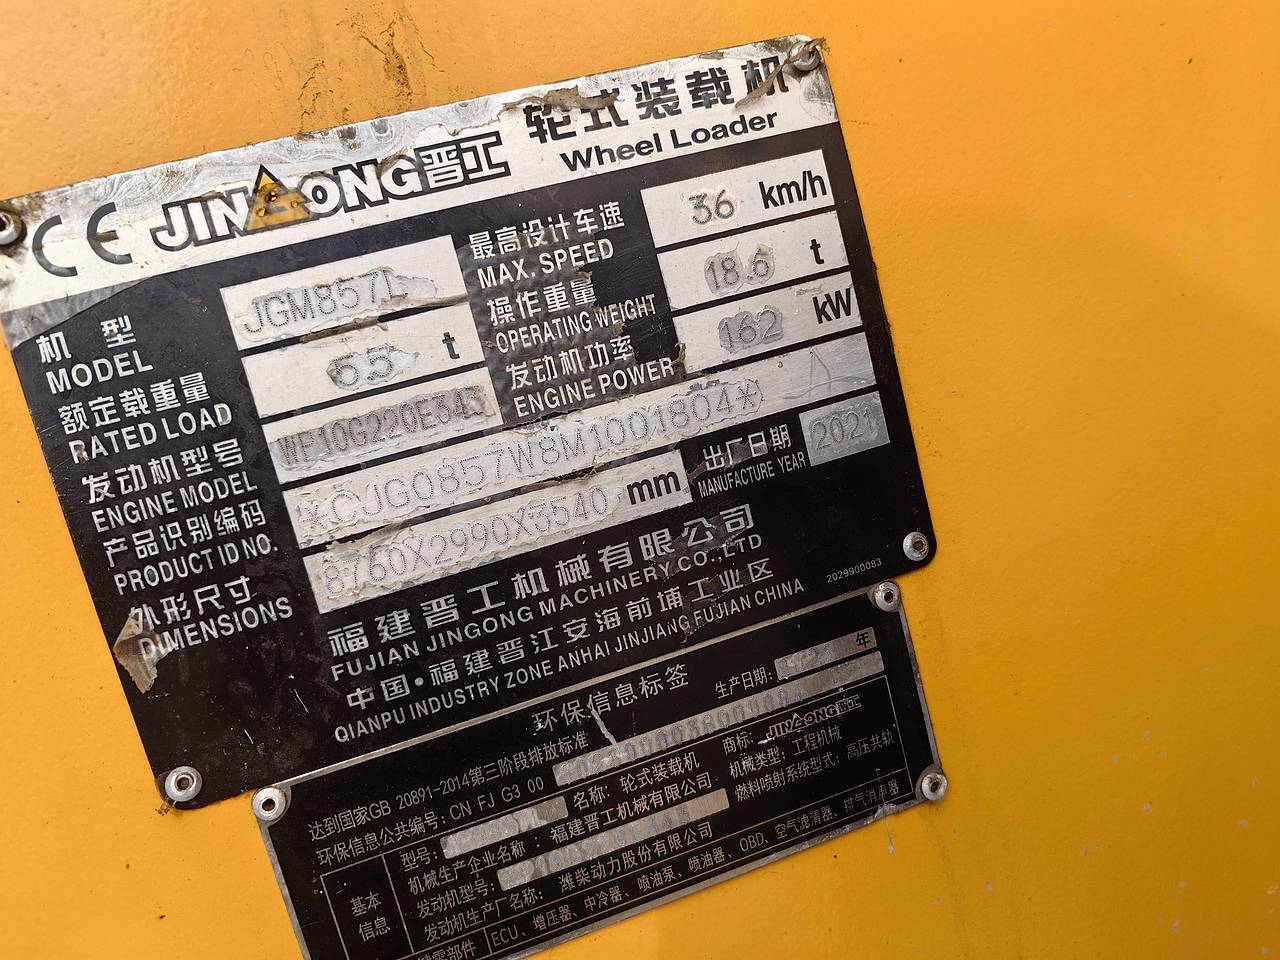 CE JINGONG晋工 轮式装载机
Wheel Loader
机型 JGM857L
MODEL
最高设计车速 36 km/h
MAX. SPEED
额定载重量 5.5 t
RATED LOAD
操作重量 18.6 t
OPERATING WEIGHT
发动机型号 WP10G220E343
ENGINE MODEL
发动机功率 162 kW
ENGINE POWER
产品识别编码 *CJG0857W8M1001804*
PRODUCT ID NO.
外形尺寸 8760X2990X3540 mm
DIMENSIONS
出厂日期 2021
MANUFACTURE YEAR
福建晋工机械有限公司
FUJIAN JINGONG MACHINERY CO.,LTD
中国·福建晋江安海前埔工业区
QIANPU INDUSTRY ZONE ANHAI JINJIANG FUJIAN CHINA
2029900083
环保信息标签
生产日期: 年
达到国家GB 20891-2014第三阶段排放标准
环保信息公共编号: CN FJ G3 00
商标: JINGONG晋工
型号: 名称: 轮式装载机 机械类型: 工程机械
机械生产企业名称: 福建晋工机械有限公司
发动机型号: 燃料喷射系统型式: 高压共轨
发动机生产厂名称: 潍柴动力股份有限公司
基本
信息
ECU、增压器、中冷器、喷油泵、喷油器、OBD、空气滤清器、排气消声器